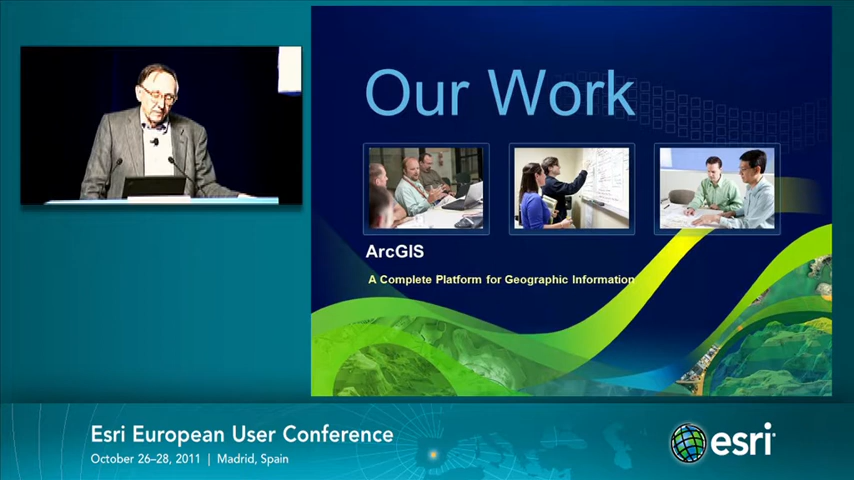 Our Work
ArcGIS
A Complete Platform for Geographic Information
Esri European User Conference
October 26–28, 2011 | Madrid, Spain
esri